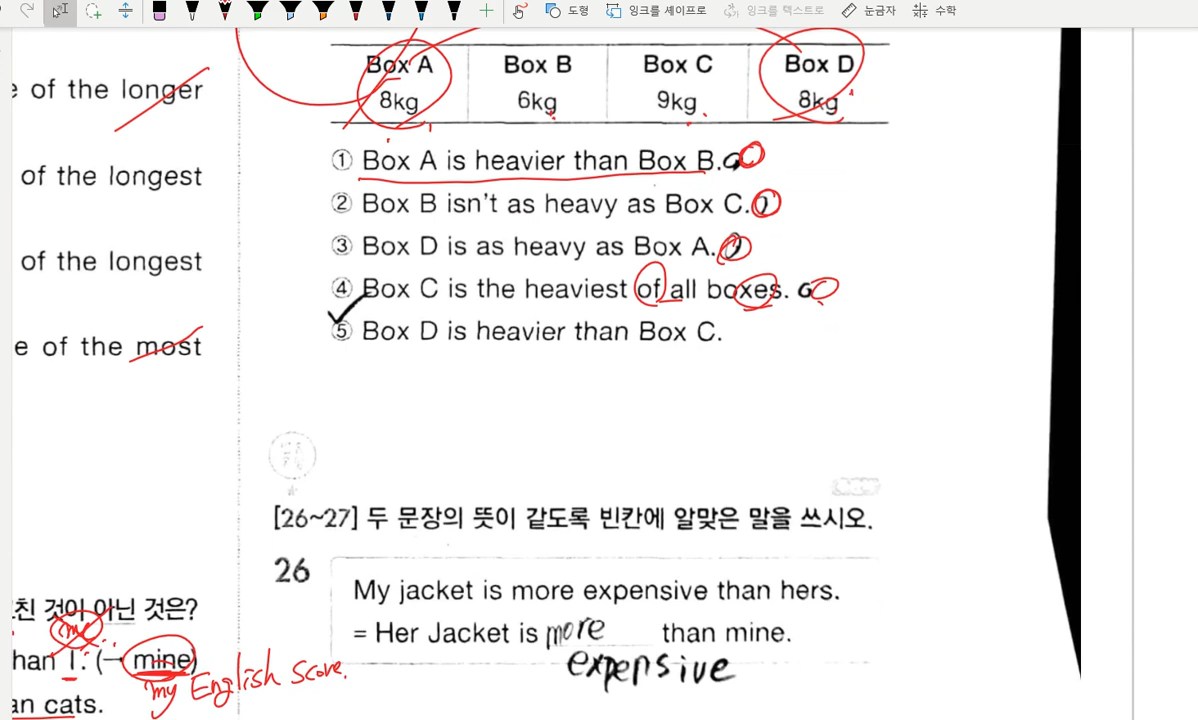 도형
잉크를 셰이프로
잉크를 텍스트로
눈금자
수학
e of the longer
of the longest
of the longest
e of the most
친 것이 아닌 것은?
me
han I. (→ mine)
my English score.
an cats.
Box A Box B Box C Box D
8kg 6kg 9kg 8kg
① Box A is heavier than Box B.
② Box B isn't as heavy as Box C.
③ Box D is as heavy as Box A.
④ Box C is the heaviest of all boxes.
⑤ Box D is heavier than Box C.
[26~27] 두 문장의 뜻이 같도록 빈칸에 알맞은 말을 쓰시오.
26
My jacket is more expensive than hers.
= Her Jacket is more than mine.
expensive